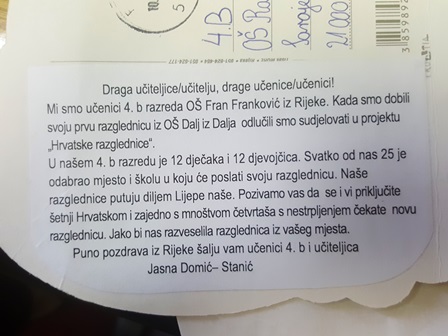 10.
5
4.B
OŠ
21000
Draga učiteljice/učitelju, drage učenice/učenici!
Mi smo učenici 4. b razreda OŠ Fran Franković iz Rijeke. Kada smo dobili
svoju prvu razglednicu iz OŠ Dalj iz Dalja odlučili smo sudjelovati u projektu
„Hrvatske razglednice".
U našem 4. b razredu je 12 dječaka i 12 djevojčica. Svatko od nas 25 je
odabrao mjesto i školu u koju će poslati svoju razglednicu. Naše
razglednice putuju diljem Lijepe naše. Pozivamo vas da se i vi priključite
šetnji Hrvatskom i zajedno s mnoštvom četvrtaša s nestrpljenjem čekate novu
razglednicu. Jako bi nas razveselila razglednica iz vašeg mjesta.
Puno pozdrava iz Rijeke šalju vam učenici 4. b i učiteljica
Jasna Domić– Stanić